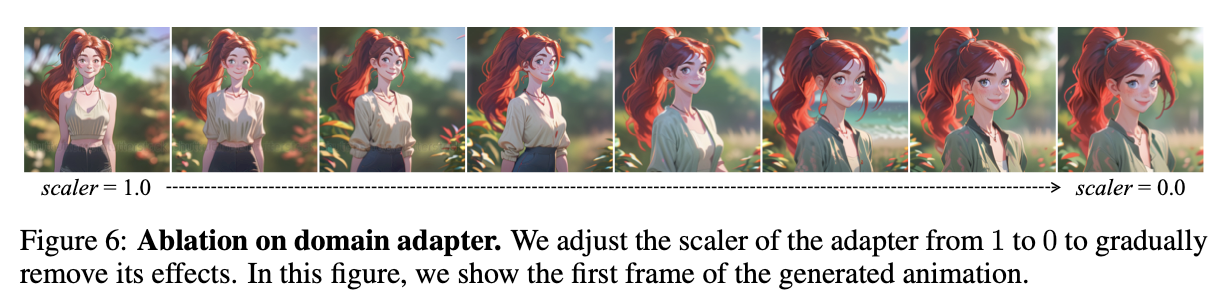 scaler = 1.0 scaler = 0.0
Figure 6: Ablation on domain adapter. We adjust the scaler of the adapter from 1 to 0 to gradually
remove its effects. In this figure, we show the first frame of the generated animation.